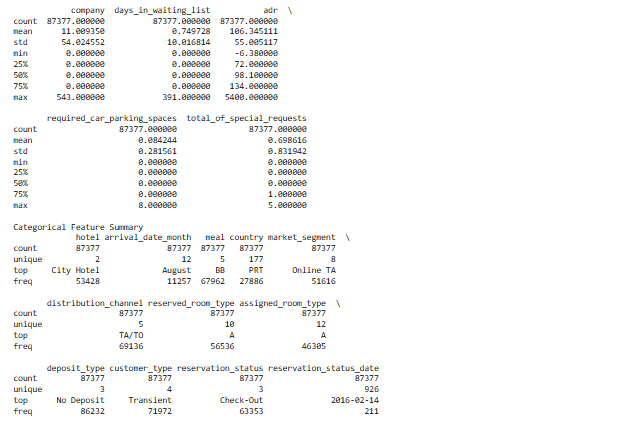 company days_in_waiting_list adr \
count 87377.000000 87377.000000 87377.000000
mean 11.009350 0.749728 106.345111
std 54.024552 10.016814 55.005117
min 0.000000 0.000000 -6.380000
25% 0.000000 0.000000 72.000000
50% 0.000000 0.000000 98.100000
75% 0.000000 0.000000 134.000000
max 543.000000 391.000000 5400.000000
required_car_parking_spaces total_of_special_requests
count 87377.000000 87377.000000
mean 0.084244 0.698616
std 0.281561 0.831942
min 0.000000 0.000000
25% 0.000000 0.000000
50% 0.000000 0.000000
75% 0.000000 1.000000
max 8.000000 5.000000
Categorical Feature Summary
hotel arrival_date_month meal country market_segment \
count 87377 87377 87377 87377 87377
unique 2 12 5 177 8
top City Hotel August BB PRT Online TA
freq 53428 11257 67962 27886 51616
distribution_channel reserved_room_type assigned_room_type \
count 87377 87377 87377
unique 5 10 12
top TA/TO A A
freq 69136 56536 46305
deposit_type customer_type reservation_status reservation_status_date
count 87377 87377 87377 87377
unique 3 4 3 926
top No Deposit Transient Check-Out 2016-02-14
freq 86232 71972 63353 211